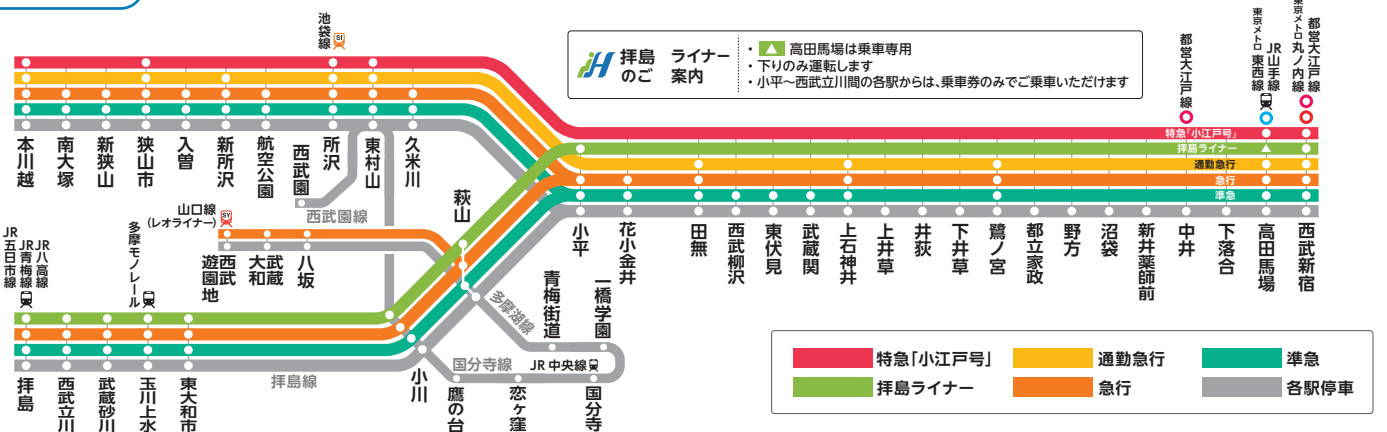 池袋線
SI
拝島ライナー
のご案内
・ 高田馬場は乗車専用
・ 下りのみ運転します
・ 小平～西武立川間の各駅からは、乗車券のみでご乗車いただけます
都営大江戸線
東京メトロ東西線
JR山手線
東京メトロ丸ノ内線
都営大江戸線
特急「小江戸号」
拝島ライナー
通勤急行
急行
準急
本川越
南大塚
新狭山
狭山市
入曽
新所沢
航空公園
西武園
所沢
東村山
久米川
西武園線
山口線
（レオライナー）
SY
萩山
小平
花小金井
田無
西武柳沢
東伏見
武蔵関
上石神井
上井草
井荻
下井草
鷺ノ宮
都立家政
野方
沼袋
新井薬師前
中井
下落合
高田馬場
西武新宿
JR五日市線
JR青梅線
JR八高線
多摩モノレール
西武遊園地
武蔵大和
八坂
多摩湖線
青梅街道
一橋学園
国分寺線
JR中央線
拝島線
拝島
西武立川
武蔵砂川
玉川上水
東大和市
小川
鷹の台
恋ヶ窪
国分寺
特急「小江戸号」
通勤急行
準急
拝島ライナー
急行
各駅停車